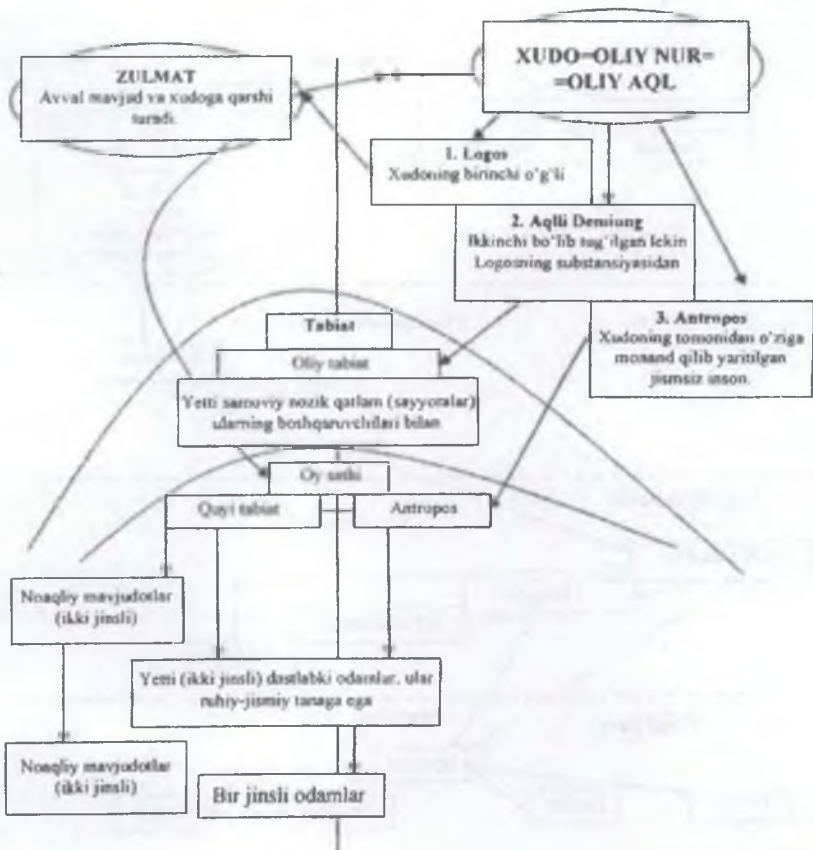 ZULMAT
Avval mavjud va xudoga qarshi
turadi.
XUDO=OLIY NUR=
=OLIY AQL
1. Logos
Xudoning birinchi o'g'li
2. Aqlli Demiung
Ikkinchi bo'lib tug'ilgan lekin
Logosning substansiyasidan
3. Antropos
Xudoning tomonidan o'ziga
monand qilib yaritilgan
jismsiz inson.
Tabiat
Oliy tabiat
Yetti samoviy nozik qatlam (sayyoralar)
ularning boshqaruvchilari bilan
Oy sathi
Quyi tabiat
Antropos
Noaqliy mavjudotlar
(ikki jinsli)
Yetti (ikki jinsli) dastlabki odamlar, ular
ruhiy-jismiy tanaga ega
Noaqliy mavjudotlar
(ikki jinsli)
Bir jinsli odamlar